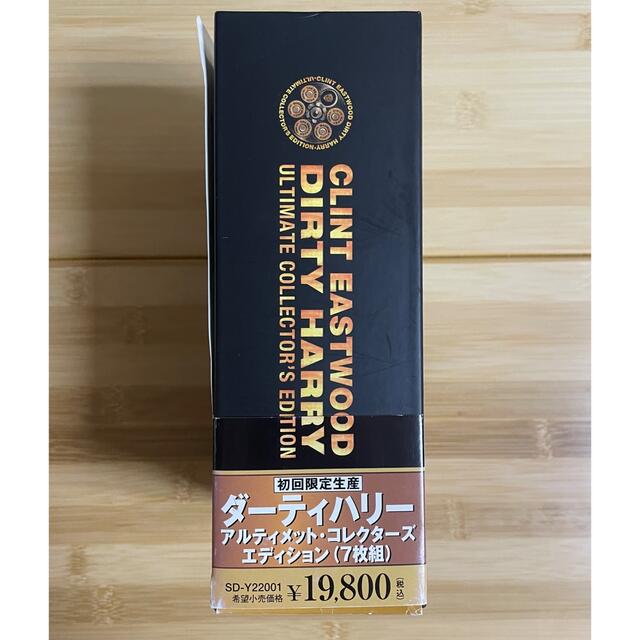 CLINT EASTWOOD DIRTY HARRY・ULTIMATE COLLECTOR'S EDITION・
CLINT EASTWOOD
DIRTY HARRY
ULTIMATE COLLECTOR'S EDITION
初回限定生産
ダーティハリー
アルティメット・コレクターズ
エディション(7枚組)
SD-Y22001
希望小売価格
¥19,800(税込)